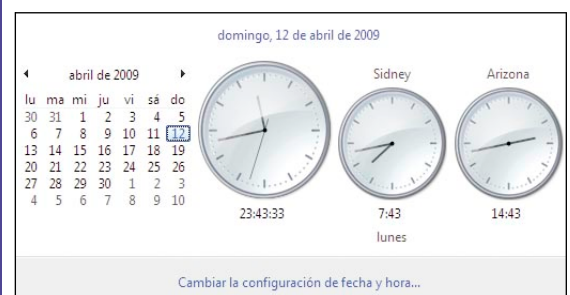 domingo, 12 de abril de 2009
abril de 2009
lu ma mi ju vi sá do
30 31 1 2 3 4 5
6 7 8 9 10 11 12
13 14 15 16 17 18 19
20 21 22 23 24 25 26
27 28 29 30 1 2 3
4 5 6 7 8 9 10
23:43:33
Sidney
7:43
lunes
Arizona
14:43
Cambiar la configuración de fecha y hora...